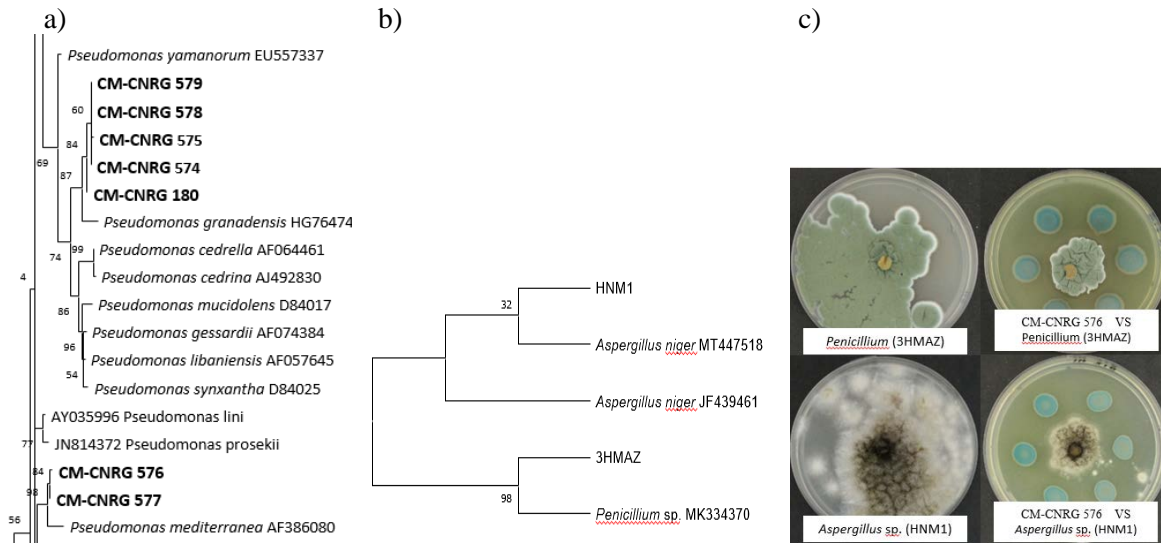 a)
b)
c)
Pseudomonas yamanorum EU557337
CM-CNRG 579
60
CM-CNRG 578
84
CM-CNRG 575
69
CM-CNRG 574
87
CM-CNRG 180
Pseudomonas granadensis HG76474
99
Pseudomonas cedrella AF064461
74
Pseudomonas cedrina AJ492830
4
86
Pseudomonas mucidolens D84017
Pseudomonas gessardii AF074384
96
Pseudomonas libaniensis AF057645
54
Pseudomonas synxantha D84025
AY035996 Pseudomonas lini
77
JN814372 Pseudomonas prosekii
84
CM-CNRG 576
98
CM-CNRG 577
56
Pseudomonas mediterranea AF386080
32
HNM1
Aspergillus niger MT447518
Aspergillus niger JF439461
3HMAZ
98
Penicillium sp. MK334370
Penicillium (3HMAZ)
CM-CNRG 576 VS
Penicillium (3HMAZ)
Aspergillus sp. (HNM1)
CM-CNRG 576 VS
Aspergillus sp. (HNM1)